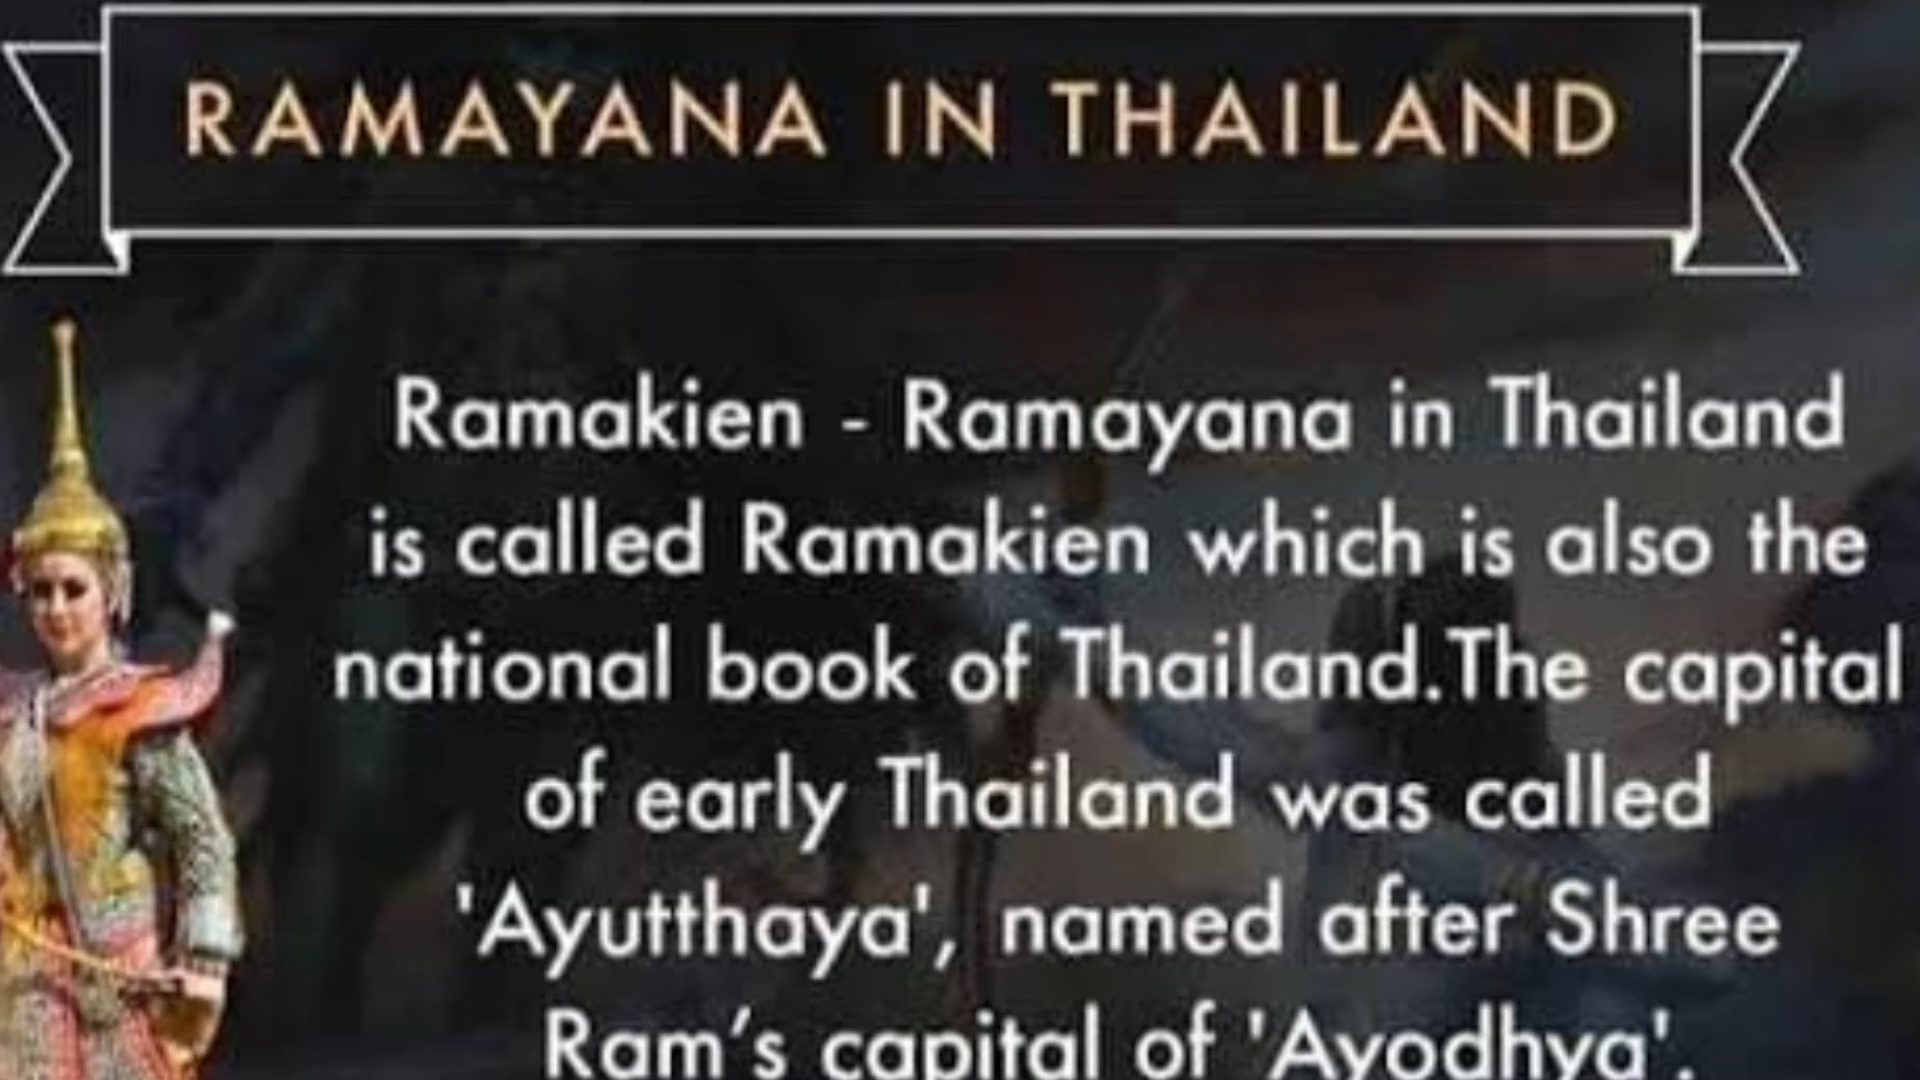 RAMAYANA IN THAILAND
Ramakien - Ramayana in Thailand
is called Ramakien which is also the
national book of Thailand.The capital
of early Thailand was called
'Ayutthaya', named after Shree
Ram’s capital of 'Ayodhya'.